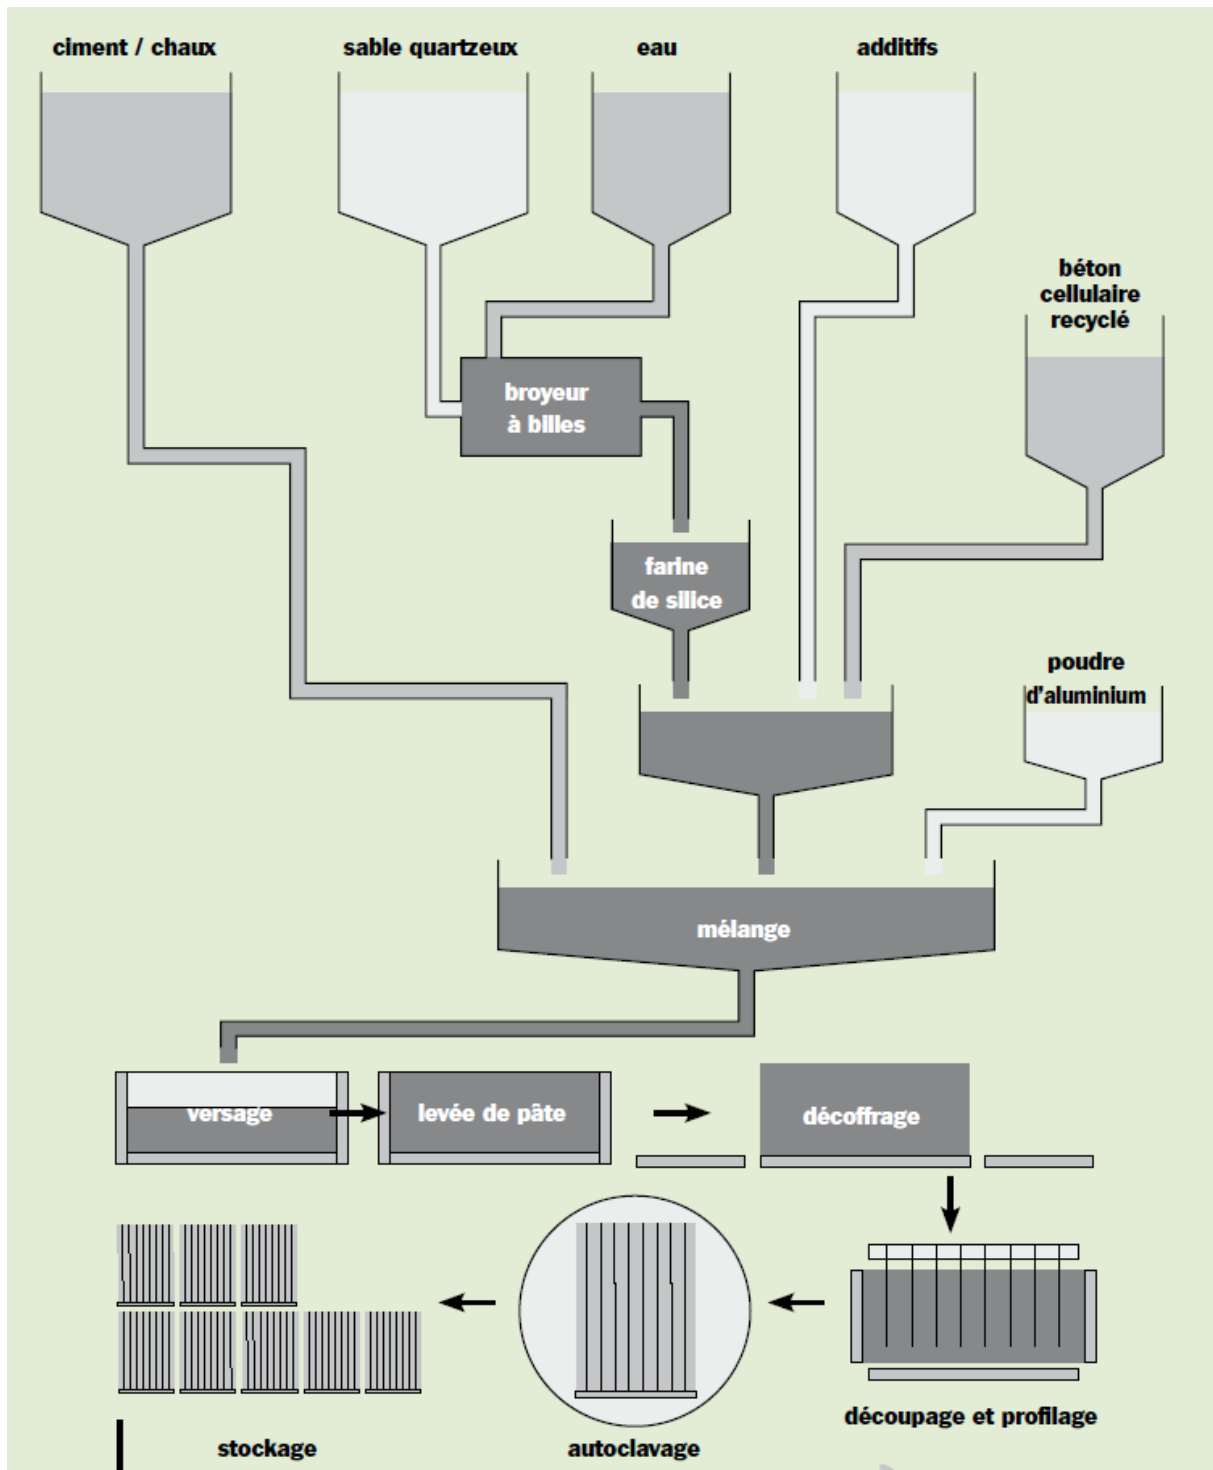 ciment / chaux
sable quartzeux
eau
additifs
béton
cellulaire
recyclé
broyeur
à billes
farine
de silice
poudre
d'aluminium
mélange
versage
levée de pâte
décoffrage
découpage et profilage
autoclavage
stockage